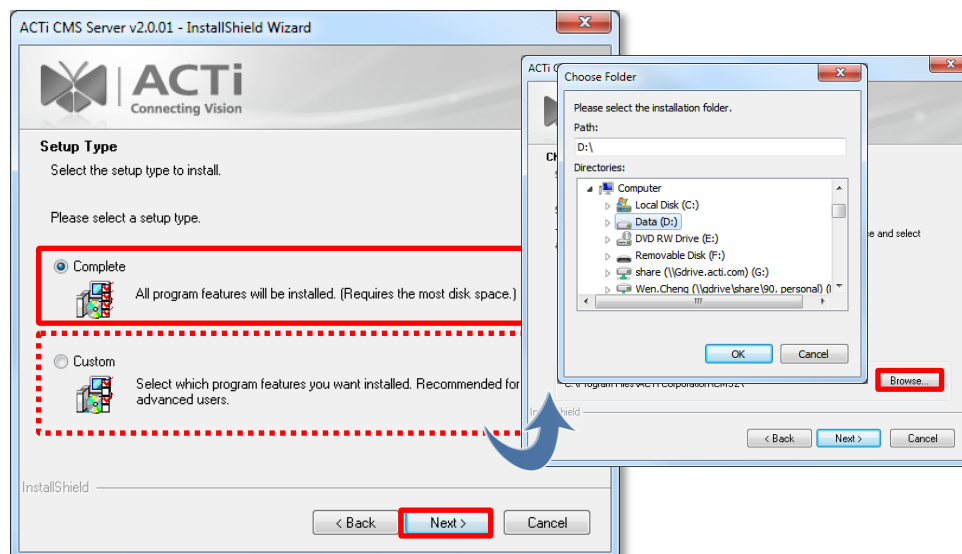 ACTi CMS Server v2.0.01 - InstallShield Wizard
ACTi
Connecting Vision
Setup Type
Select the setup type to install.
Please select a setup type.
Complete
All program features will be installed. (Requires the most disk space.)
Custom
Select which program features you want installed. Recommended for
advanced users.
InstallShield
< Back
Next >
Cancel
ACTi
Choose Folder
Please select the installation folder.
Path:
D:\
Directories:
Computer
Local Disk (C:)
Data (D:)
DVD RW Drive (E:)
Removable Disk (F:)
share (\\Gdrive.acti.com) (G:)
Wen.Cheng (\\gdrive\share\90. personal) (
OK
Cancel
e and select
Browse...
< Back
Next >
Cancel